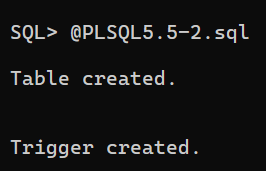 SQL> @PLSQL5.5-2.sql
Table created.
Trigger created.